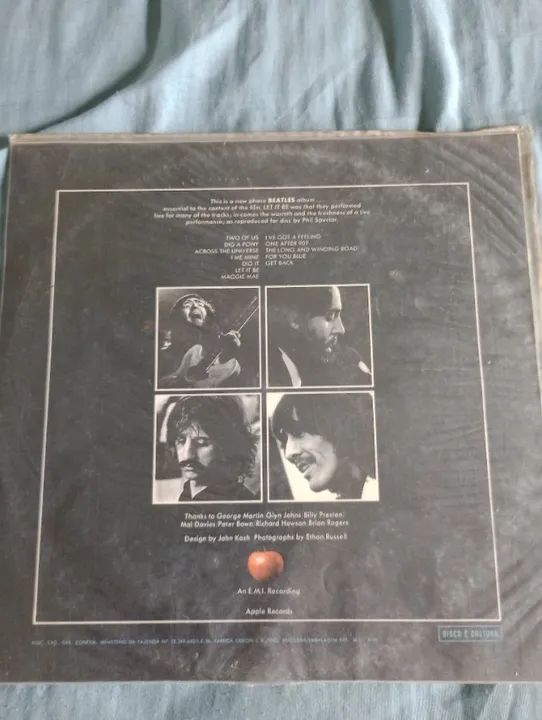 This is a new phase BEATLES album...
essential to the content of the film, LET IT BE was that they performed
live for many of the tracks; in comes the warmth and the freshness of a live
performance; as reproduced for disc by Phil Spector.
TWO OF US I'VE GOT A FEELING
DIG A PONY ONE AFTER 909
ACROSS THE UNIVERSE THE LONG AND WINDING ROAD
I ME MINE FOR YOU BLUE
DIG IT GET BACK
LET IT BE
MAGGIE MAE
Thanks to George Martin/Glyn Johns/Billy Preston/
Mal Davies/Peter Bown/Richard Hewson/Brian Rogers
Design by John Kosh Photographs by Ethan Russell
An E.M.I. Recording
Apple Records
DISCO É CULTURA
MINISTÉRIO DA FAZENDA